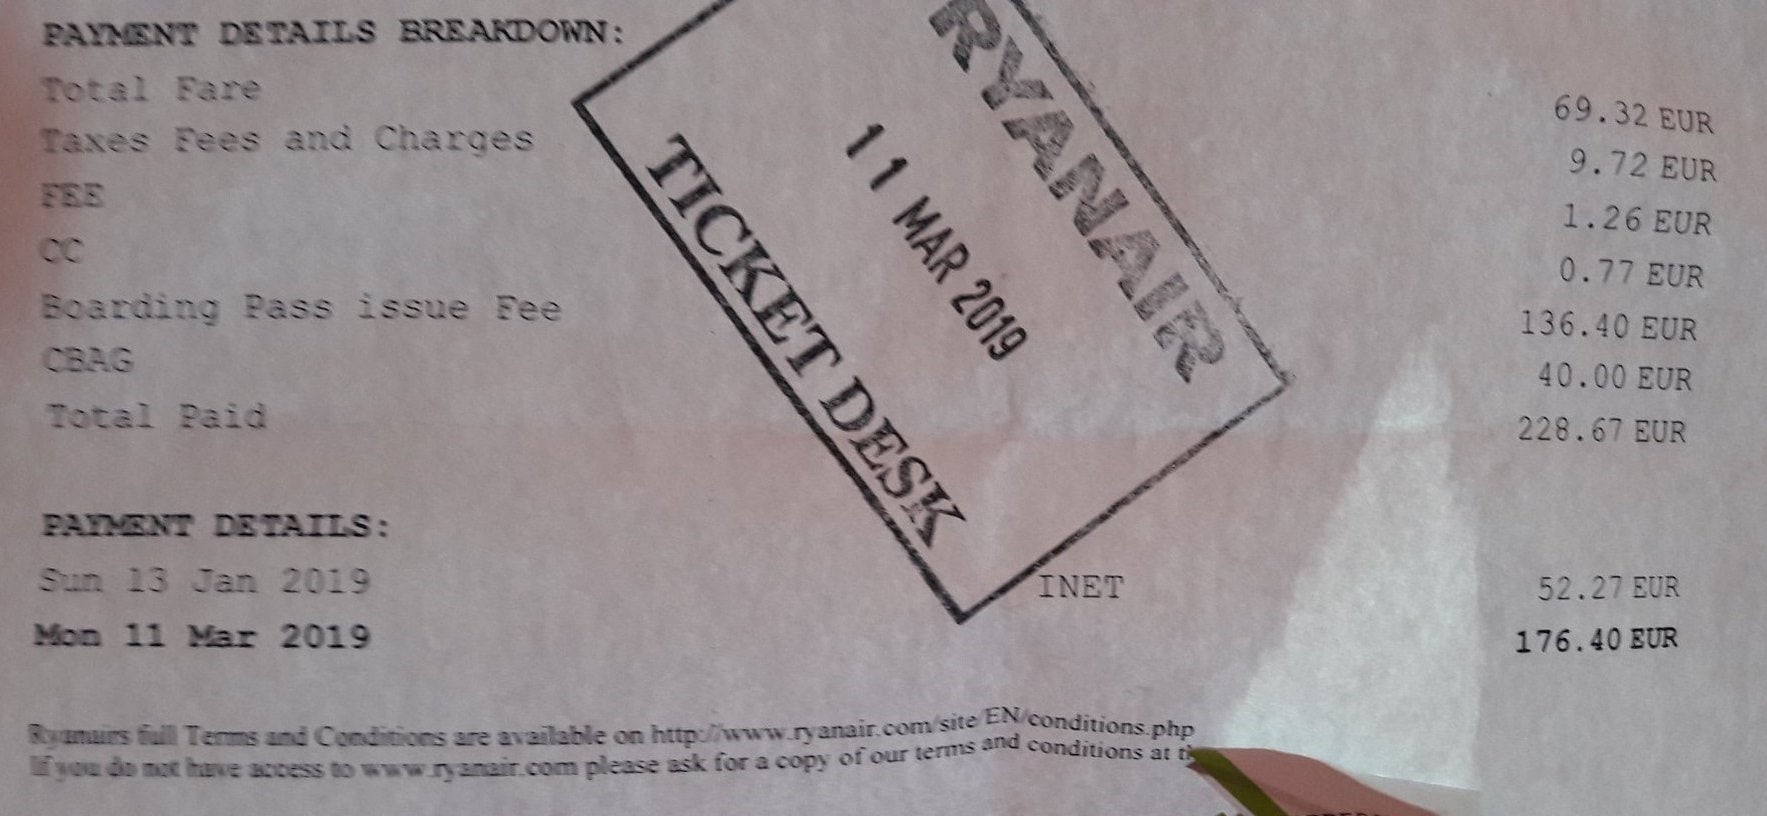 PAYMENT DETAILS BREAKDOWN:
Total Fare 69.32 EUR
Taxes Fees and Charges 9.72 EUR
FEE 1.26 EUR
CC 0.77 EUR
Boarding Pass issue Fee 136.40 EUR
CBAG 40.00 EUR
Total Paid 228.67 EUR
RYANAIR
11 MAR 2019
TICKET DESK
PAYMENT DETAILS:
Sun 13 Jan 2019 INET 52.27 EUR
Mon 11 Mar 2019 176.40 EUR
Ryanairs full Terms and Conditions are available on http://www.ryanair.com/site/EN/conditions.php
If you do not have access to www.ryanair.com please ask for a copy of our terms and conditions at